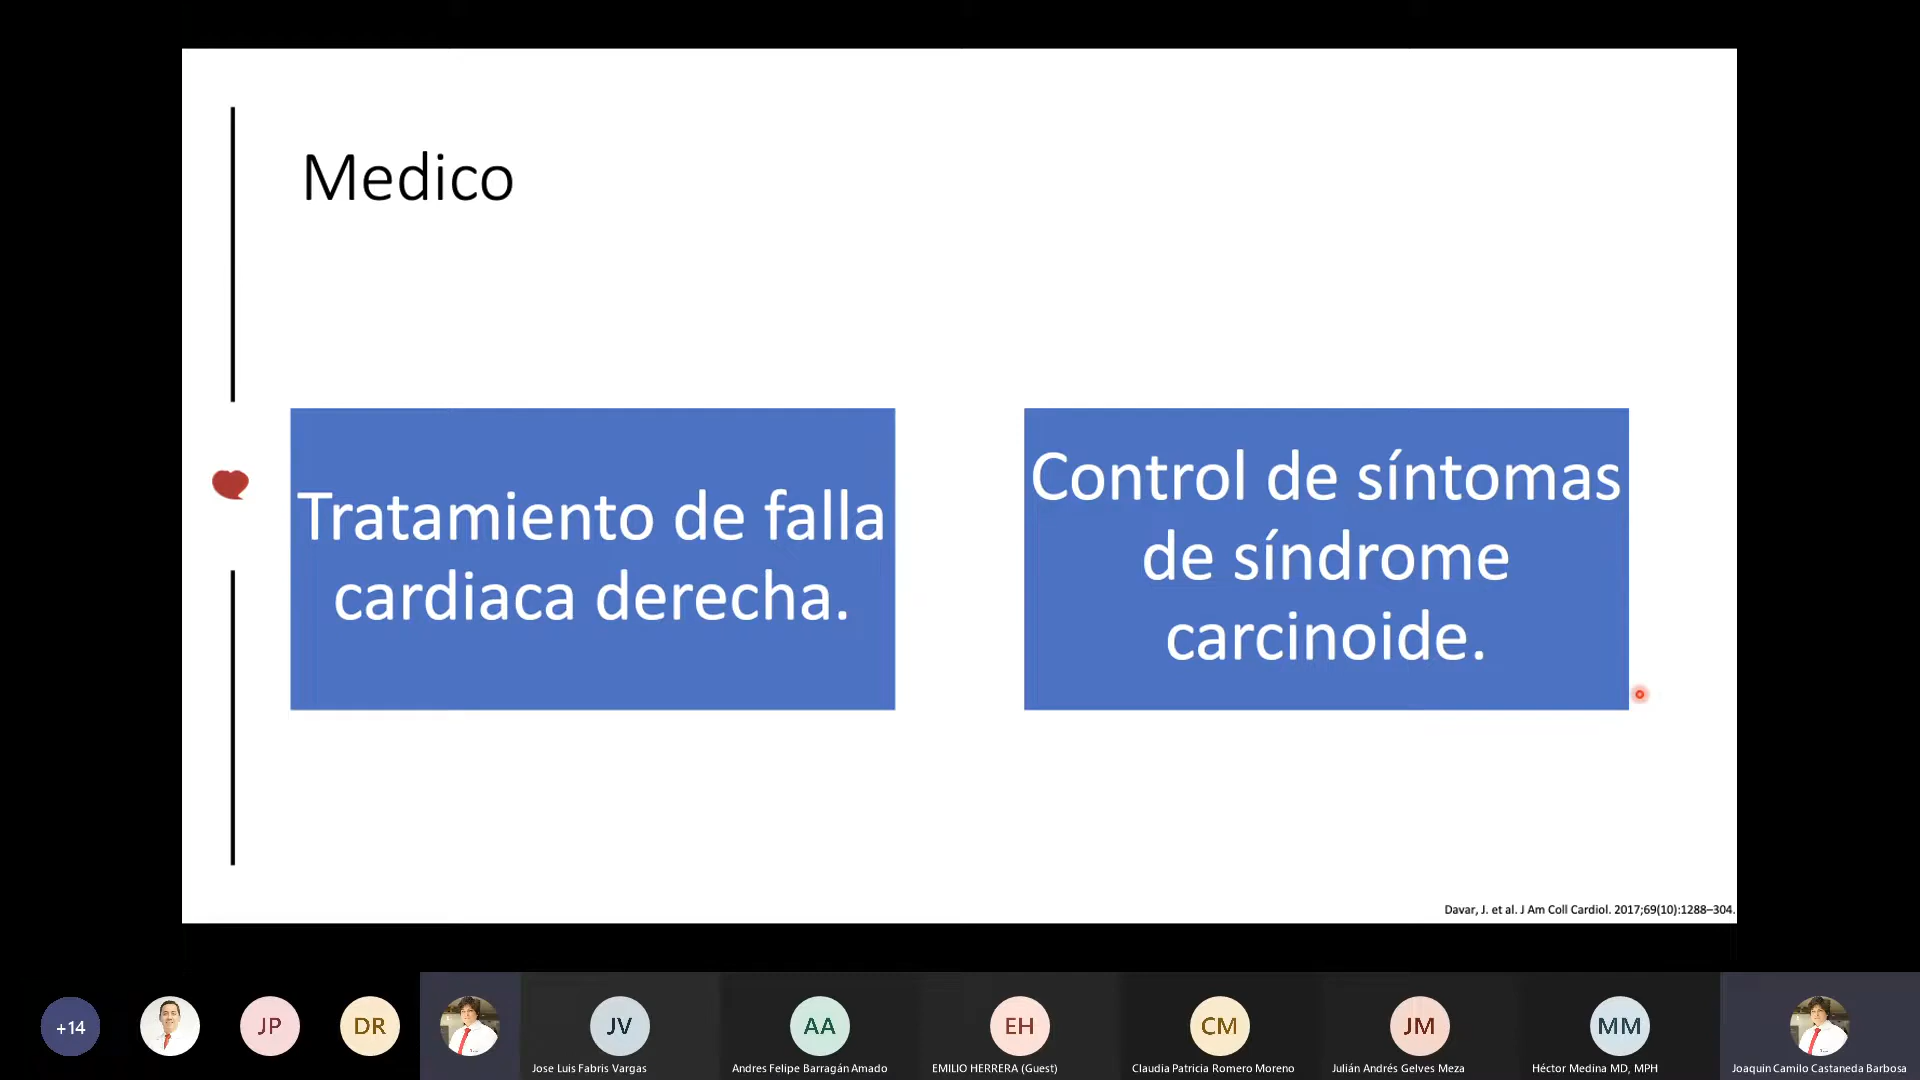 Medico
Tratamiento de falla
cardiaca derecha.
Control de síntomas
de síndrome
carcinoide.
Davar, J. et al. J Am Coll Cardiol. 2017;69(10):1288–304.
+14
JP
DR
JV
Jose Luis Fabris Vargas
AA
Andres Felipe Barragán Amado
EH
EMILIO HERRERA (Guest)
CM
Claudia Patricia Romero Moreno
JM
Julián Andrés Gelves Meza
MM
Héctor Medina MD, MPH
Joaquin Camilo Castaneda Barbosa